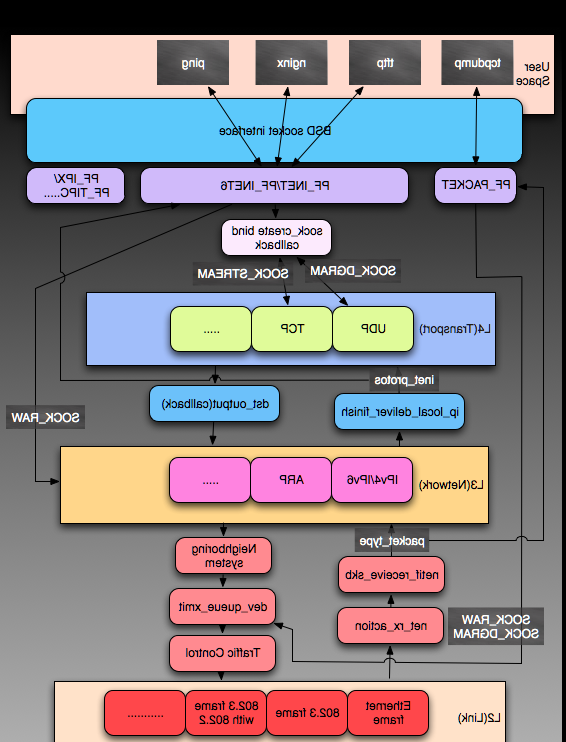 User
Space
tcpdump
tftp
nginx
ping
BSD socket interface
PF_PACKET
PF_INET/PF_INET6
PF_IPX/
PF_TIPC......
sock_create bind
callback
SOCK_DGRAM
SOCK_STREAM
L4(Transport)
UDP
TCP
.....
inet_protos
ip_local_deliver_finish
dst_output(callback)
SOCK_RAW
L3(Network)
IPv4/IPv6
ARP
.....
packet_type
Neighboring
system
netif_receive_skb
dev_queue_xmit
SOCK_RAW
SOCK_DGRAM
net_rx_action
Traffic Control
L2(Link)
Ethernet
frame
802.3 frame
802.3 frame
with 802.2
............